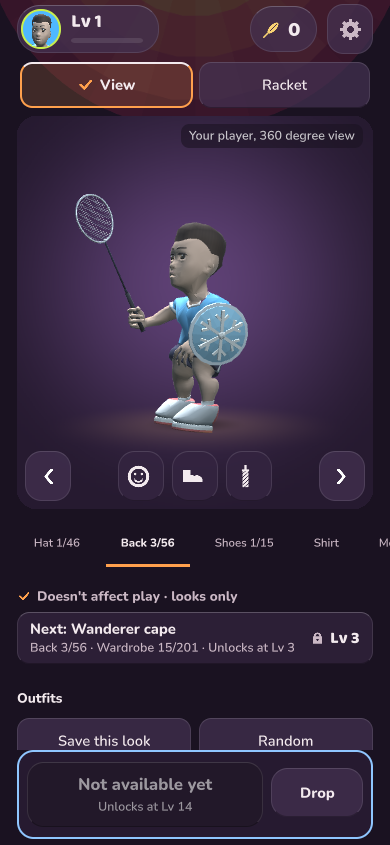 Lv 1
0
View
Racket
Your player, 360 degree view
Hat 1/46
Back 3/56
Shoes 1/15
Shirt
Doesn't affect play · looks only
Next: Wanderer cape
Back 3/56 · Wardrobe 15/201 · Unlocks at Lv 3
Lv 3
Outfits
Save this look
Random
Not available yet
Unlocks at Lv 14
Drop